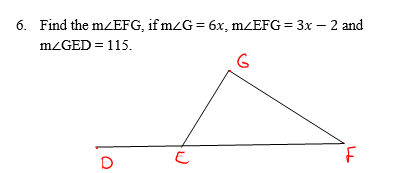 6. Find the m∠EFG, if m∠G = 6x, m∠EFG = 3x – 2 and
m∠GED = 115.
G
D E F